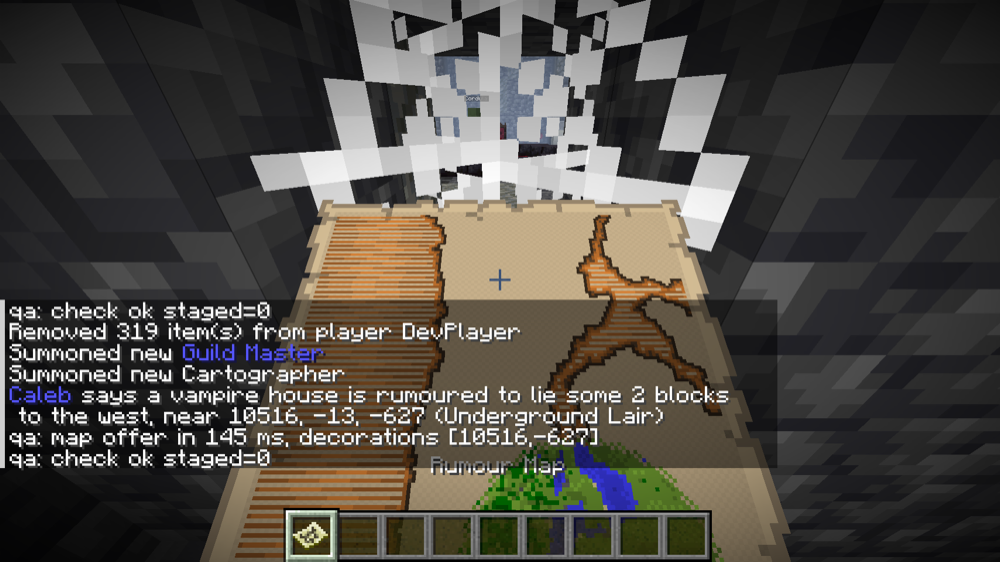 qa: check ok staged=0
Removed 319 item(s) from player DevPlayer
Summoned new Guild Master
Summoned new Cartographer
Caleb says a vampire house is rumoured to lie some 2 blocks
to the west, near 10516, -13, -627 (Underground Lair)
qa: map offer in 145 ms, decorations [10516,-627]
qa: check ok staged=0
Rumour Map